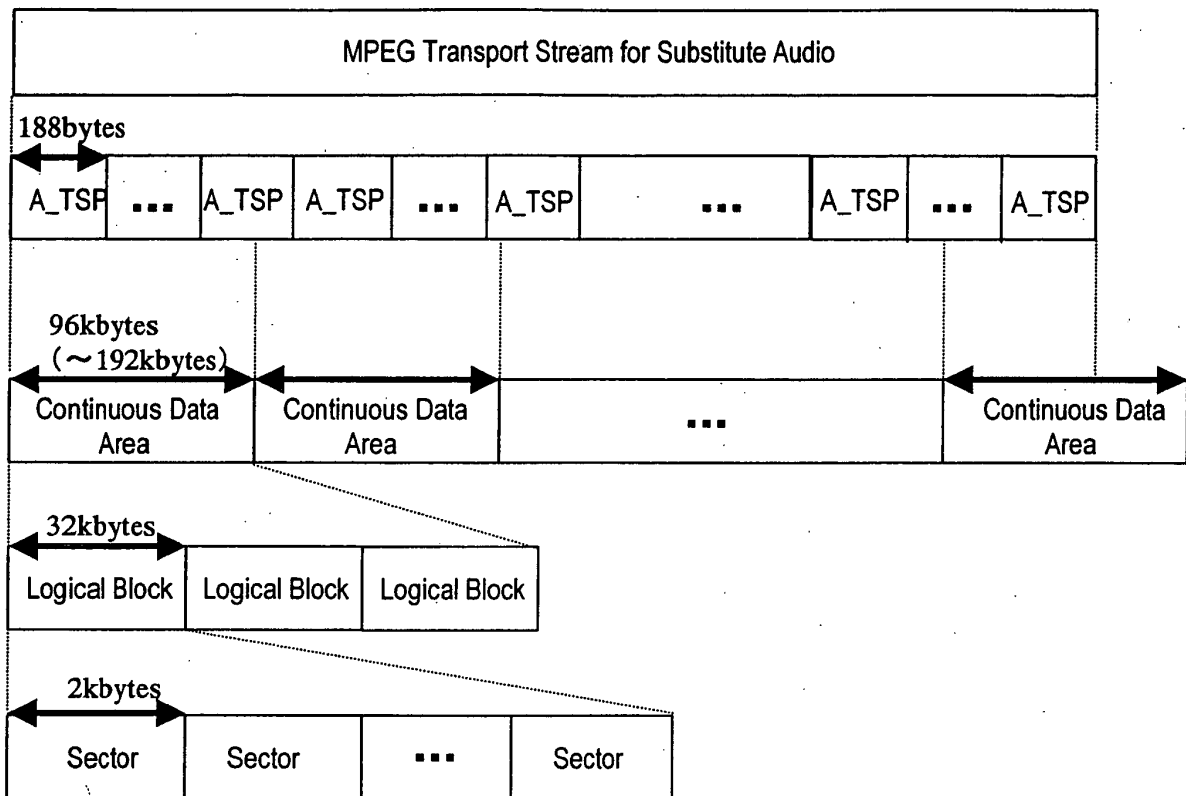 MPEG Transport Stream for Substitute Audio
188bytes
A_TSP ... A_TSP A_TSP ... A_TSP ... A_TSP ... A_TSP
96kbytes
(～192kbytes)
Continuous Data Area Continuous Data Area ... Continuous Data Area
32kbytes
Logical Block Logical Block Logical Block
2kbytes
Sector Sector ... Sector